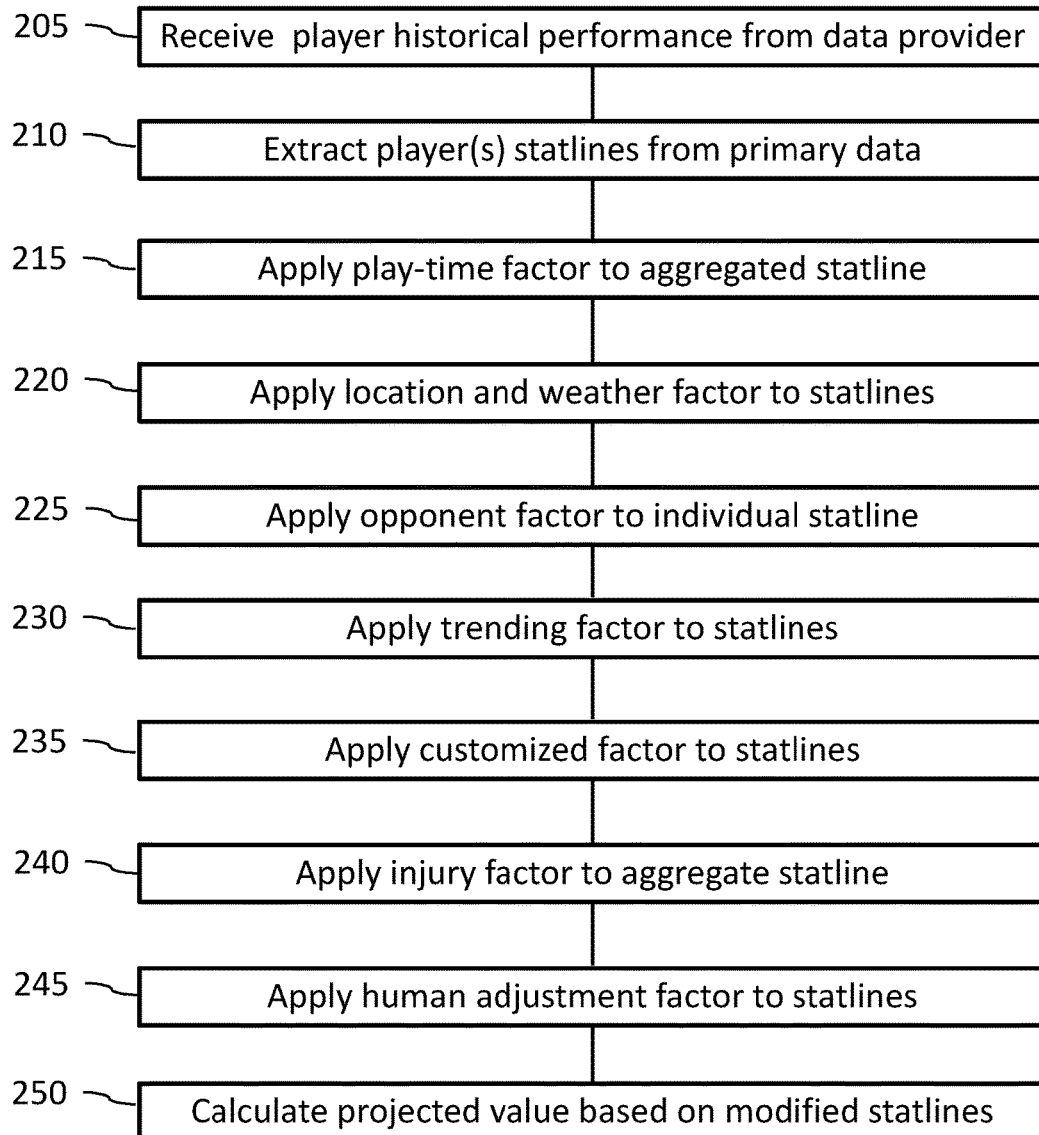 205 Receive player historical performance from data provider
210 Extract player(s) statlines from primary data
215 Apply play-time factor to aggregated statline
220 Apply location and weather factor to statlines
225 Apply opponent factor to individual statline
230 Apply trending factor to statlines
235 Apply customized factor to statlines
240 Apply injury factor to aggregate statline
245 Apply human adjustment factor to statlines
250 Calculate projected value based on modified statlines